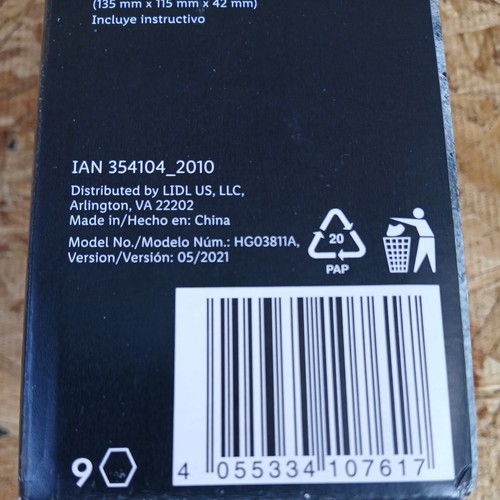 (135 mm x 115 mm x 42 mm)
Incluye instructivo
IAN 354104_2010
Distributed by LIDL US, LLC,
Arlington, VA 22202
Made in/Hecho en: China
Model No./Modelo Núm.: HG03811A,
Version/Versión: 05/2021
20
PAP
9
4 055334 107617